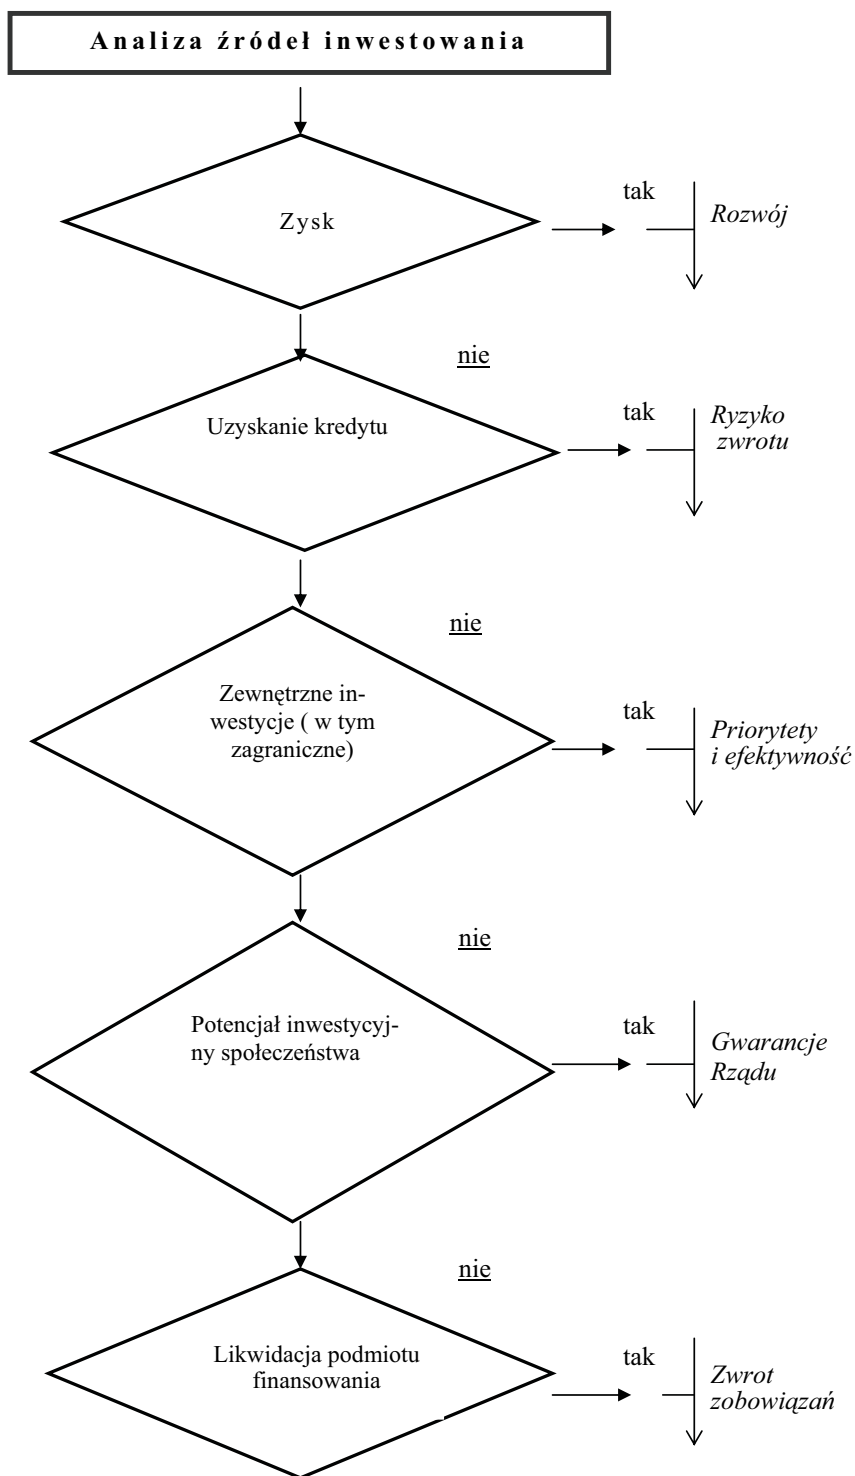 Analiza źródeł inwestowania
tak
Zysk
Rozwój
nie
Uzyskanie kredytu
tak
Ryzyko
zwrotu
nie
Zewnętrzne in-
westycje ( w tym
zagraniczne)
tak
Priorytety
i efektywność
nie
Potencjał inwestycyj-
ny społeczeństwa
tak
Gwarancje
Rządu
nie
Likwidacja podmiotu
finansowania
tak
Zwrot
zobowiązań